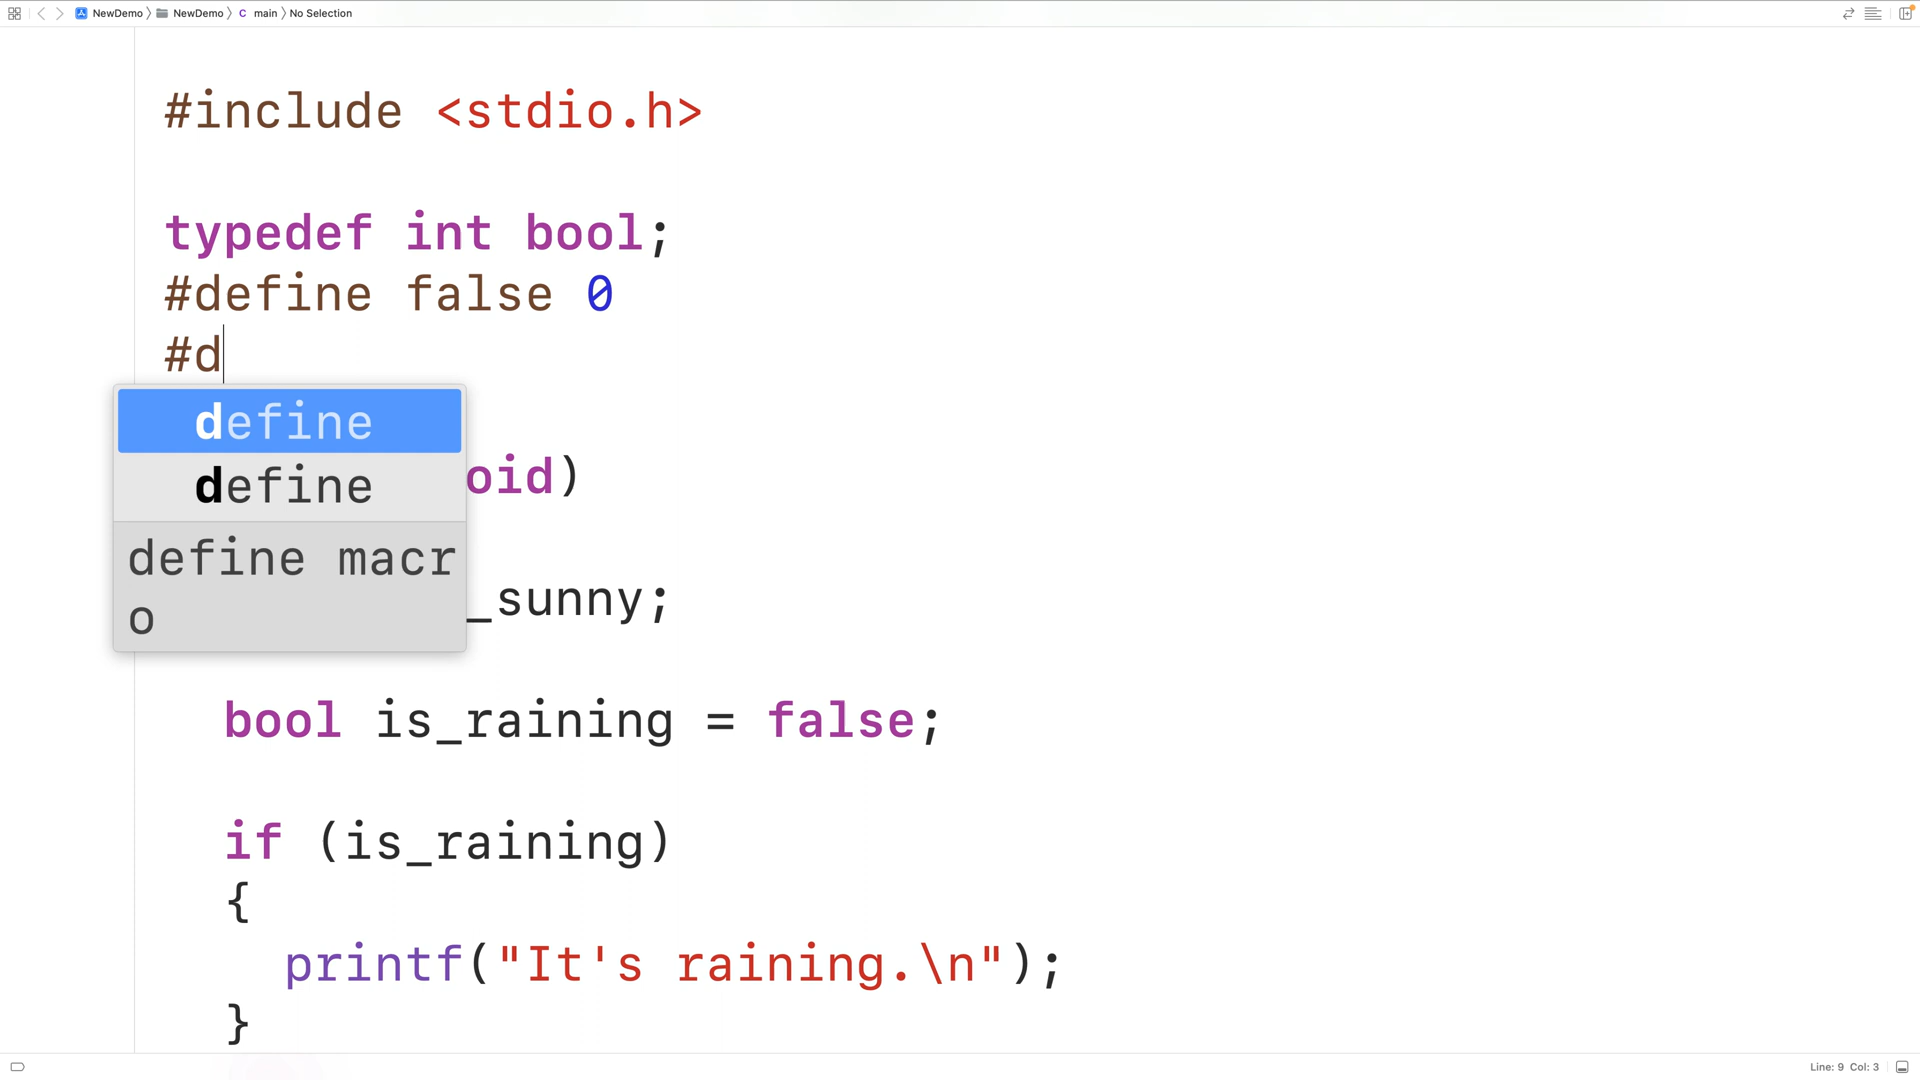 NewDemo NewDemo C main No Selection
#include <stdio.h>
typedef int bool;
#define false 0
#d
define
define
define macr
o
oid)
_sunny;
bool is_raining = false;
if (is_raining)
{
printf("It's raining.\n");
}
Line: 9 Col: 3